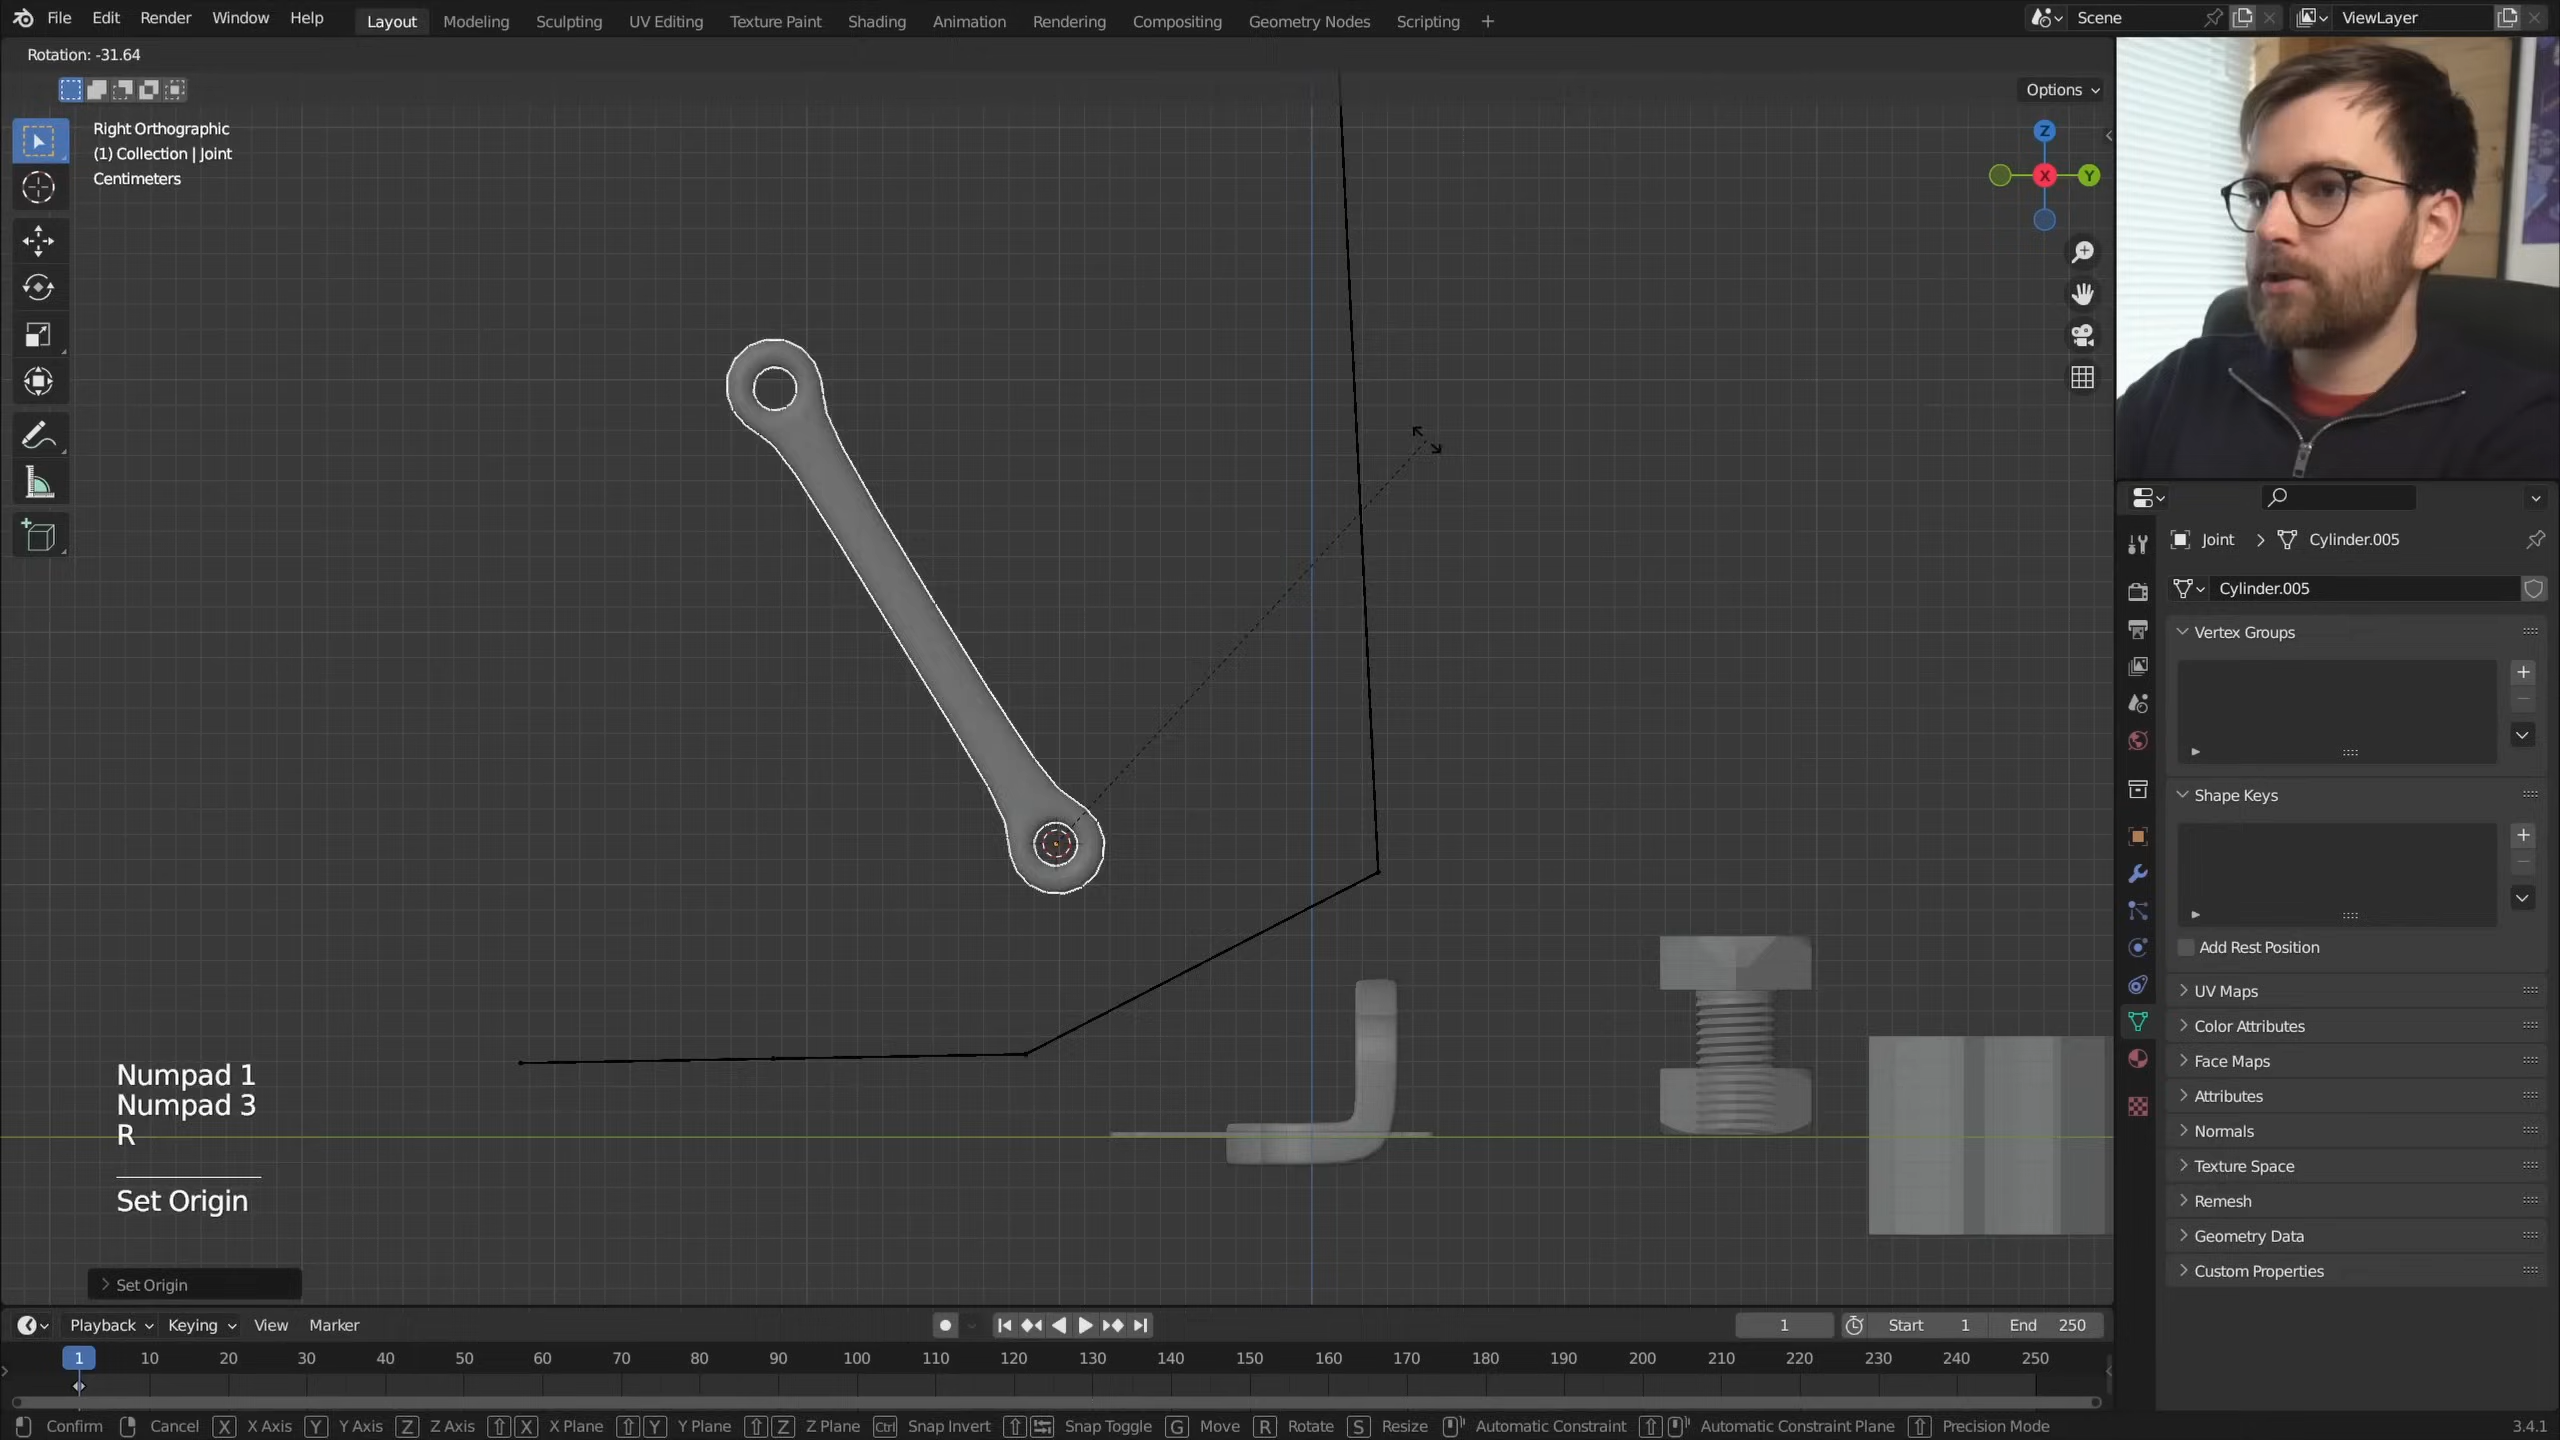 File Edit Render Window Help Layout Modeling Sculpting UV Editing Texture Paint Shading Animation Rendering Compositing Geometry Nodes Scripting + Scene ViewLayer
Rotation: -31.64
Options
Right Orthographic
(1) Collection | Joint
Centimeters
Z
X
Y
Joint > Cylinder.005
Cylinder.005
Vertex Groups
Shape Keys
Add Rest Position
UV Maps
Color Attributes
Face Maps
Attributes
Normals
Texture Space
Remesh
Geometry Data
Custom Properties
Numpad 1
Numpad 3
R
Set Origin
Set Origin
Playback Keying View Marker 1 Start 1 End 250
1 10 20 30 40 50 60 70 80 90 100 110 120 130 140 150 160 170 180 190 200 210 220 230 240 250
Confirm Cancel X X Axis Y Y Axis Z Z Axis X X Plane Y Y Plane Z Z Plane Ctrl Snap Invert Snap Toggle G Move R Rotate S Resize Automatic Constraint Automatic Constraint Plane Precision Mode 3.4.1